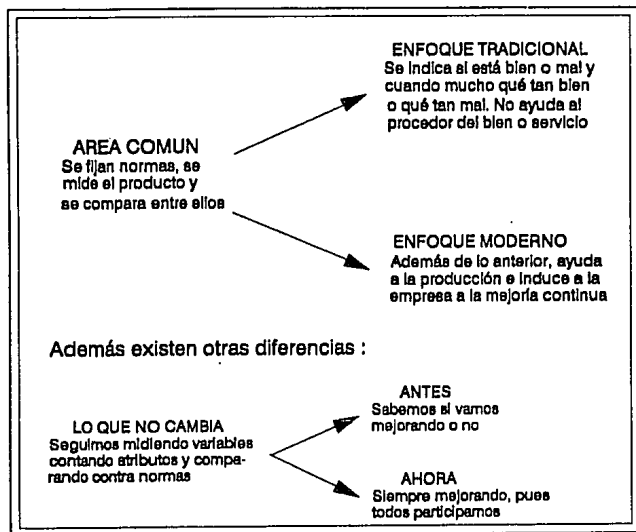 ENFOQUE TRADICIONAL
Se indica si está bien o mal y
cuando mucho qué tan bien
o qué tan mal. No ayuda al
procedor del bien o servicio
AREA COMUN
Se fijan normas, se
mide el producto y
se compara entre ellos
ENFOQUE MODERNO
Además de lo anterior, ayuda
a la producción e induce a la
empresa a la mejoría continua
Además existen otras diferencias :
LO QUE NO CAMBIA
Seguimos midiendo variables
contando atributos y compa-
rando contra normas
ANTES
Sabemos si vamos
mejorando o no
AHORA
Siempre mejorando, pues
todos participamos